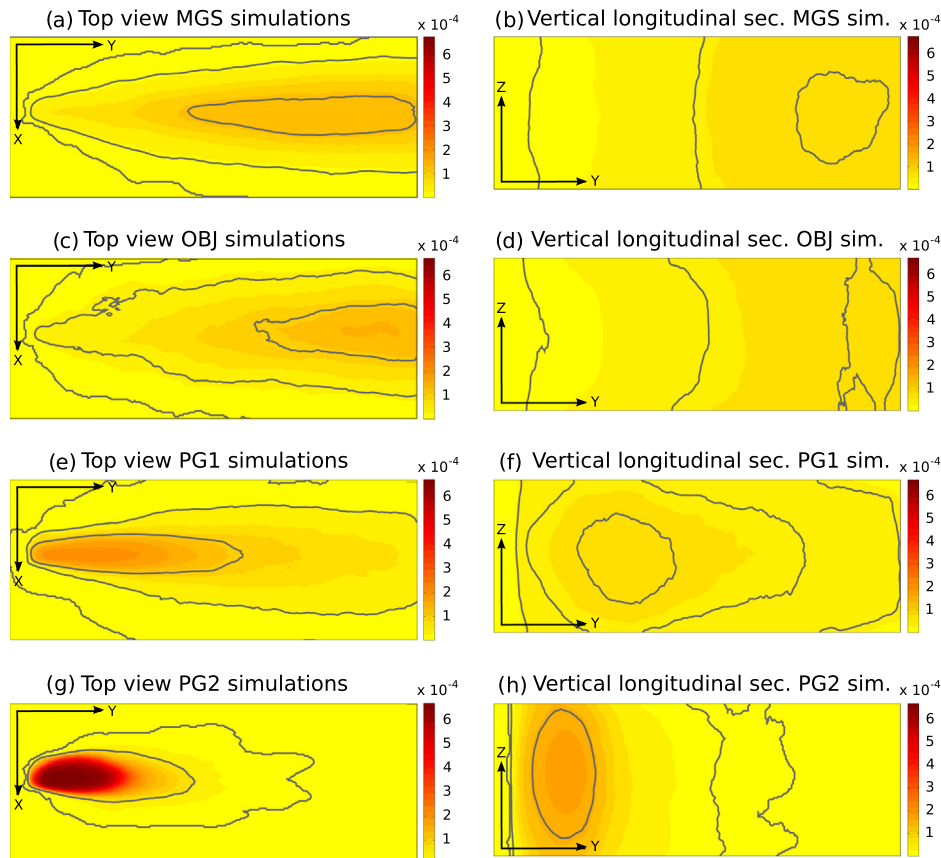 (a) Top view MGS simulations
x 10-4
Y
X
6
5
4
3
2
1
(b) Vertical longitudinal sec. MGS sim.
x 10-4
Z
Y
6
5
4
3
2
1
(c) Top view OBJ simulations
x 10-4
Y
X
6
5
4
3
2
1
(d) Vertical longitudinal sec. OBJ sim.
x 10-4
Z
Y
6
5
4
3
2
1
(e) Top view PG1 simulations
x 10-4
Y
X
6
5
4
3
2
1
(f) Vertical longitudinal sec. PG1 sim.
x 10-4
Z
Y
6
5
4
3
2
1
(g) Top view PG2 simulations
x 10-4
Y
X
6
5
4
3
2
1
(h) Vertical longitudinal sec. PG2 sim.
x 10-4
Z
Y
6
5
4
3
2
1